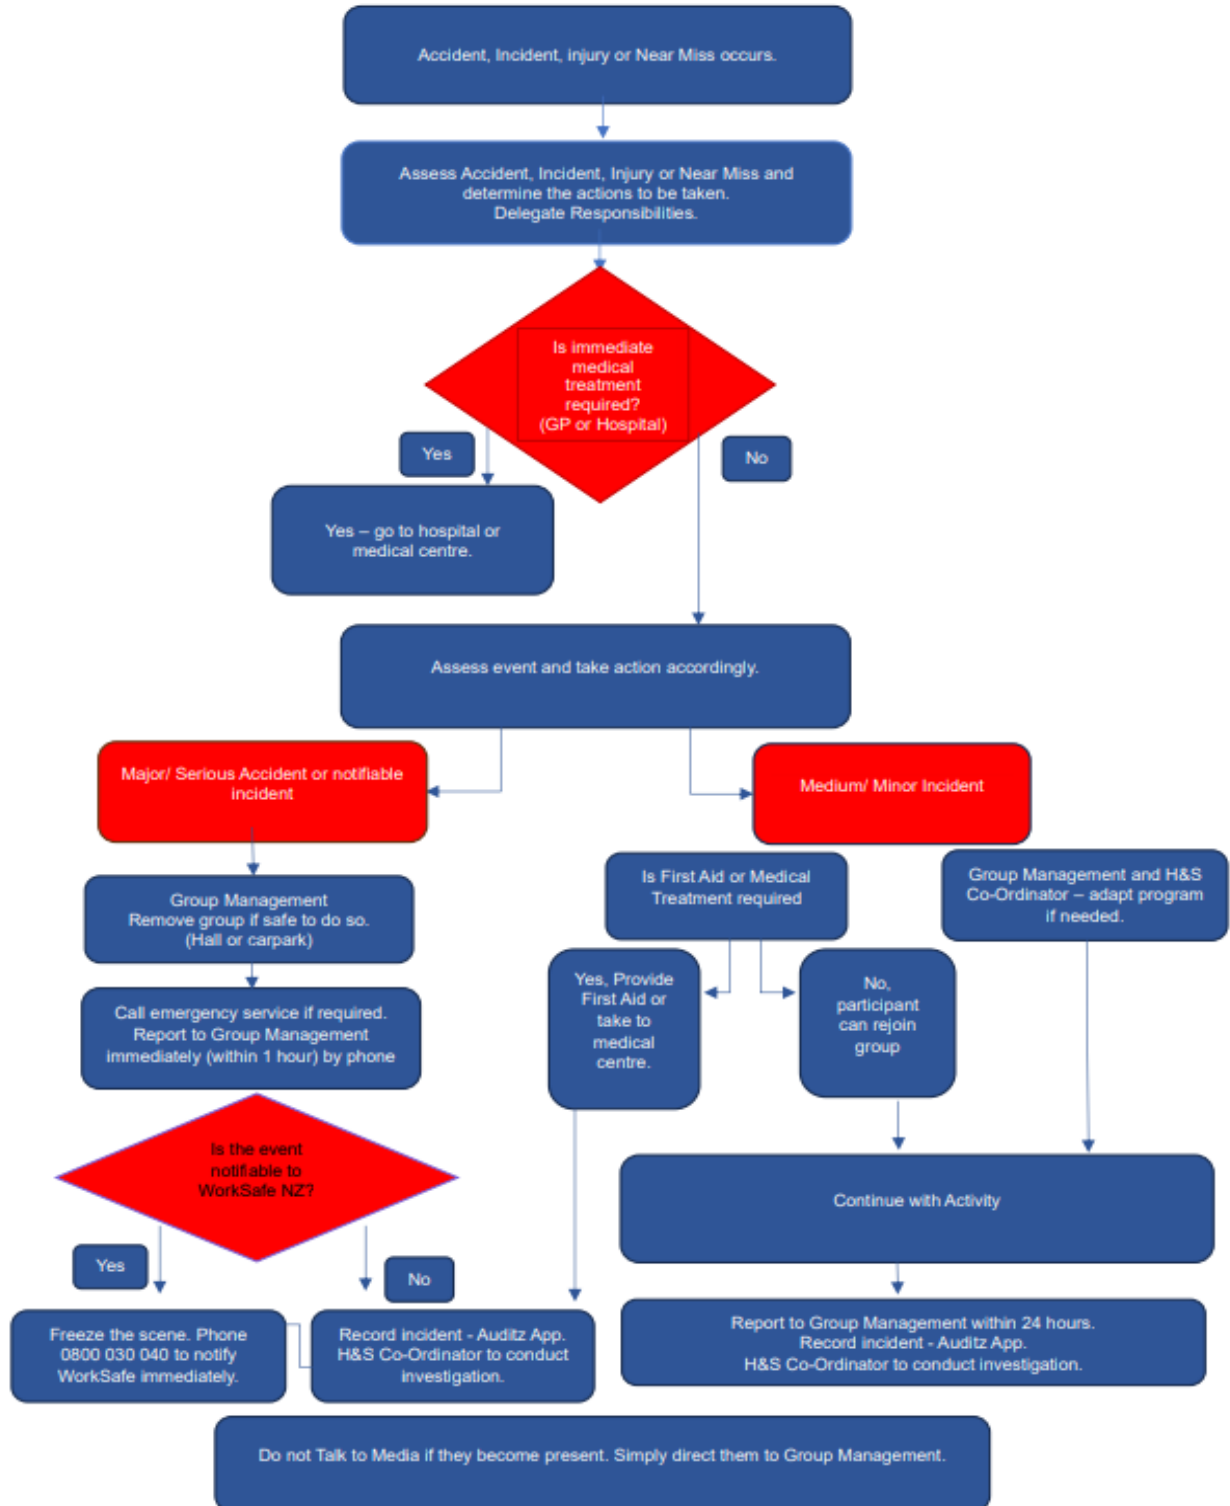 Accident, Incident, injury or Near Miss occurs.
Assess Accident, Incident, Injury or Near Miss and
determine the actions to be taken.
Delegate Responsibilities.
Is immediate
medical
treatment
required?
(GP or Hospital)
Yes
No
Yes – go to hospital or
medical centre.
Assess event and take action accordingly.
Major/ Serious Accident or notifiable
incident
Medium/ Minor Incident
Group Management
Remove group if safe to do so.
(Hall or carpark)
Is First Aid or Medical
Treatment required
Group Management and H&S
Co-Ordinator – adapt program
if needed.
Call emergency service if required.
Report to Group Management
immediately (within 1 hour) by phone
Yes, Provide
First Aid or
take to
medical
centre.
No,
participant
can rejoin
group
Is the event
notifiable to
WorkSafe NZ?
Continue with Activity
Yes
No
Freeze the scene. Phone
0800 030 040 to notify
WorkSafe immediately.
Record incident - Auditz App.
H&S Co-Ordinator to conduct
investigation.
Report to Group Management within 24 hours.
Record incident - Auditz App.
H&S Co-Ordinator to conduct investigation.
Do not Talk to Media if they become present. Simply direct them to Group Management.